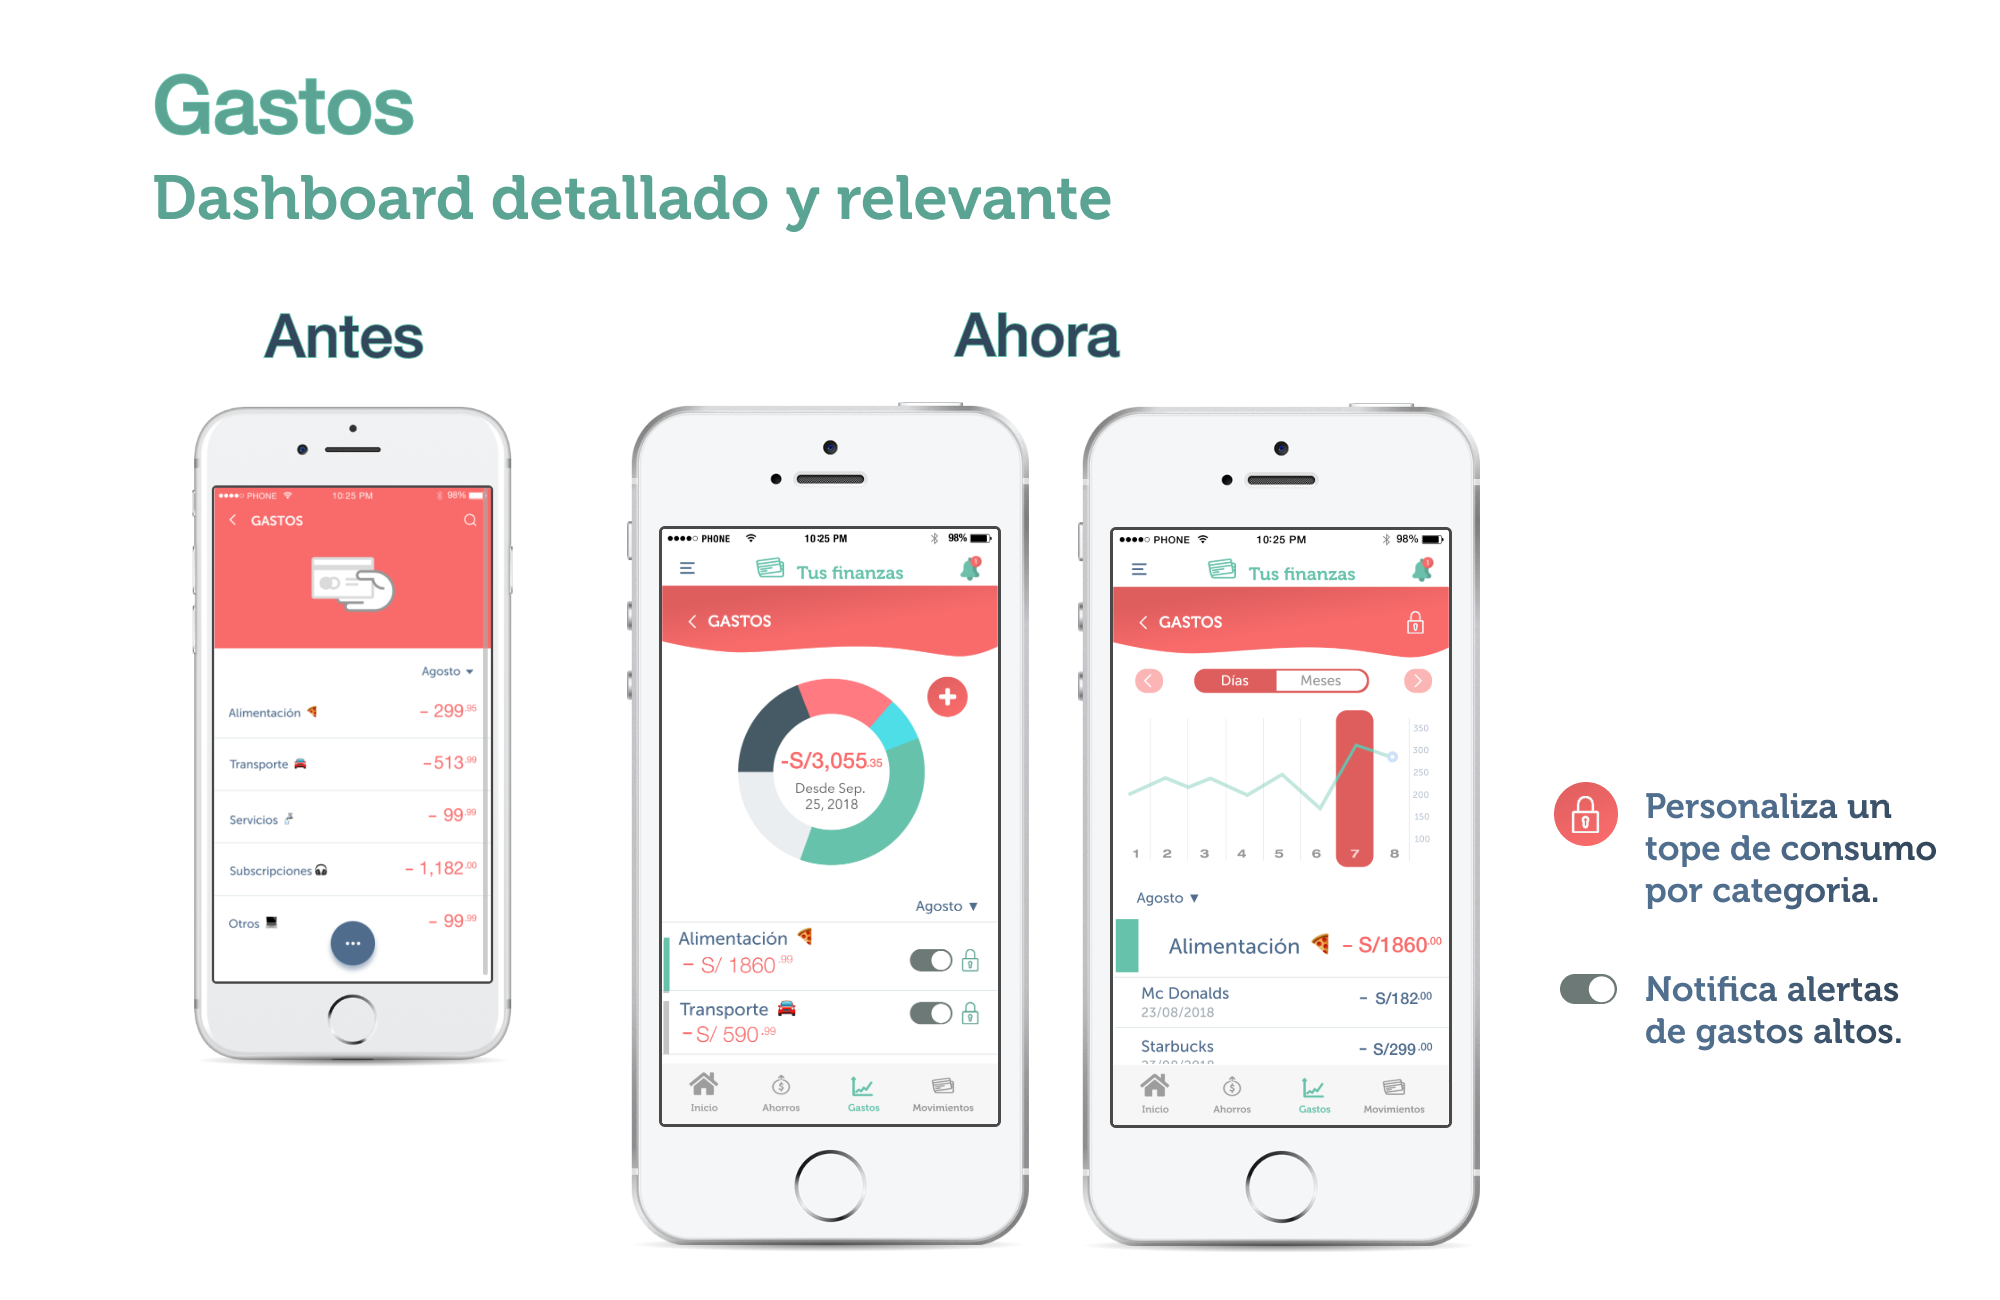 Gastos
Dashboard detallado y relevante
Antes
Ahora
PHONE 10:25 PM 98%
GASTOS
Agosto ▼
Alimentación - 299.95
Transporte -513.99
Servicios - 99.99
Subscripciones - 1,182.00
Otros - 99.99
PHONE 10:25 PM 98%
Tus finanzas 1
GASTOS
-S/3,055.35
Desde Sep.
25, 2018
Agosto ▼
Alimentación
- S/ 1860.99
Transporte
- S/ 590.99
Inicio Ahorros Gastos Movimientos
PHONE 10:25 PM 98%
Tus finanzas 1
GASTOS
Días Meses
350
300
250
200
150
100
1 2 3 4 5 6 7 8
Agosto ▼
Alimentación - S/1860.00
Mc Donalds - S/182.00
23/08/2018
Starbucks - S/299.00
23/08/2018
Inicio Ahorros Gastos Movimientos
Personaliza un
tope de consumo
por categoria.
Notifica alertas
de gastos altos.